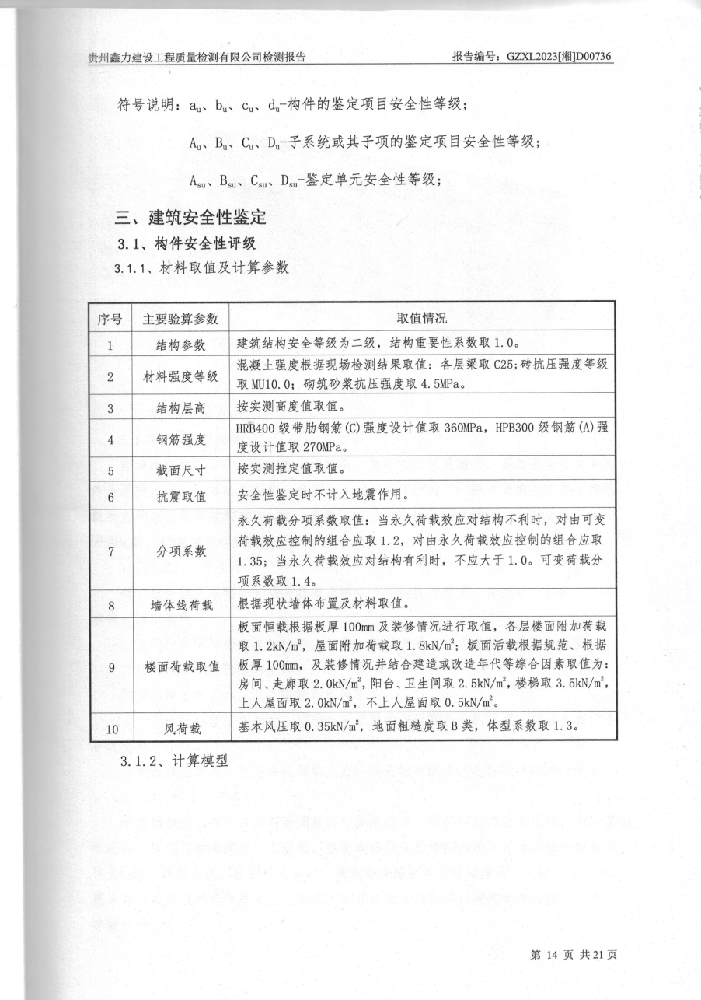 贵州鑫力建设工程质量检测有限公司检测报告 报告编号：GZXL2023[湘]D00736
符号说明：aᵤ、bᵤ、cᵤ、dᵤ-构件的鉴定项目安全性等级；
Aᵤ、Bᵤ、Cᵤ、Dᵤ-子系统或其子项的鉴定项目安全性等级；
Aₛᵤ、Bₛᵤ、Cₛᵤ、Dₛᵤ-鉴定单元安全性等级；
三、建筑安全性鉴定
3.1、构件安全性评级
3.1.1、材料取值及计算参数
序号 主要验算参数 取值情况
1 结构参数 建筑结构安全等级为二级，结构重要性系数取 1.0。
2 材料强度等级 混凝土强度根据现场检测结果取值：各层梁取 C25；砖抗压强度等级
取 MU10.0；砌筑砂浆抗压强度取 4.5MPa。
3 结构层高 按实测高度值取值。
4 钢筋强度 HRB400 级带肋钢筋(C)强度设计值取 360MPa，HPB300 级钢筋(A)强
度设计值取 270MPa。
5 截面尺寸 按实测推定值取值。
6 抗震取值 安全性鉴定时不计入地震作用。
7 分项系数 永久荷载分项系数取值：当永久荷载效应对结构不利时，对由可变
荷载效应控制的组合应取 1.2，对由永久荷载效应控制的组合应取
1.35；当永久荷载效应对结构有利时，不应大于 1.0。可变荷载分
项系数取 1.4。
8 墙体线荷载 根据现状墙体布置及材料取值。
9 楼面荷载取值 板面恒载根据板厚 100mm 及装修情况进行取值，各层楼面附加荷载
取 1.2kN/㎡，屋面附加荷载取 1.8kN/㎡；板面活载根据规范、根据
板厚 100mm，及装修情况并结合建造或改造年代等综合因素取值为：
房间、走廊取 2.0kN/㎡，阳台、卫生间取 2.5kN/㎡，楼梯取 3.5kN/㎡，
上人屋面取 2.0kN/㎡，不上人屋面取 0.5kN/㎡。
10 风荷载 基本风压取 0.35kN/㎡，地面粗糙度取 B 类，体型系数取 1.3。
3.1.2、计算模型
第 14 页 共 21 页